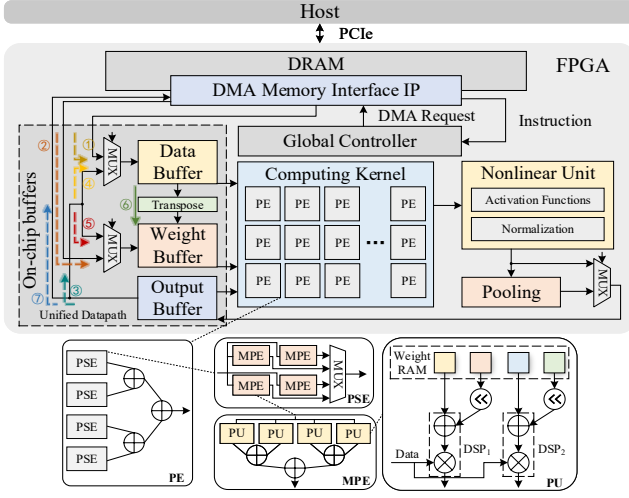 Host
PCIe
DRAM
FPGA
DMA Memory Interface IP
DMA Request
Instruction
Global Controller
On-chip buffers
② ① MUX
Data
Buffer
④
⑥ Transpose
⑤ MUX
Weight
Buffer
⑦ ③
Output
Buffer
Unified Datapath
Computing Kernel
PE PE PE PE
PE PE PE ••• PE
PE PE PE PE
Nonlinear Unit
Activation Functions
Normalization
Pooling
MUX
PSE
PSE
PSE
PSE
PE
MPE MPE
MPE MPE
MUX
PSE
PU PU PU PU
MPE
Weight
RAM
<< <<
DSP1 DSP2
Data
PU